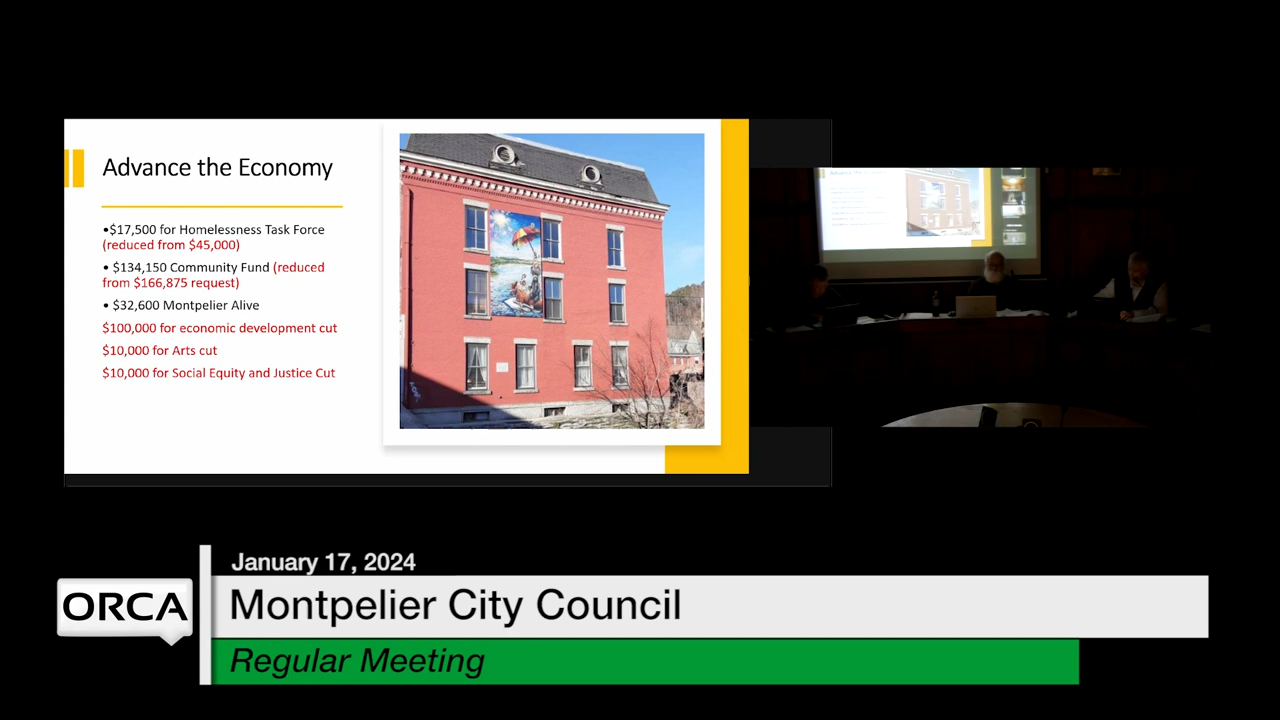 Advance the Economy
•$17,500 for Homelessness Task Force
(reduced from $45,000)
• $134,150 Community Fund (reduced
from $166,875 request)
• $32,600 Montpelier Alive
$100,000 for economic development cut
$10,000 for Arts cut
$10,000 for Social Equity and Justice Cut
January 17, 2024
ORCA
Montpelier City Council
Regular Meeting